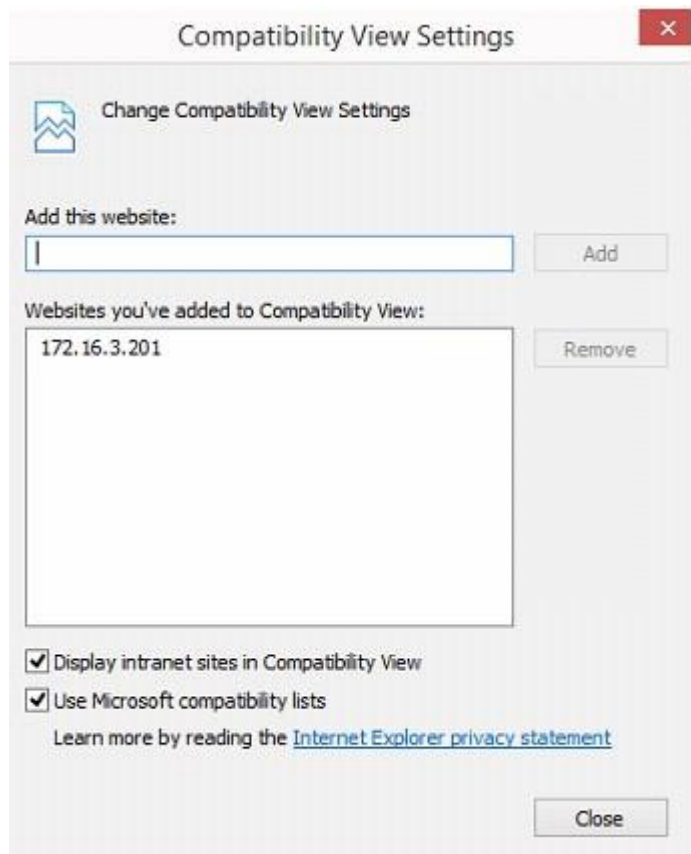 Compatibility View Settings
Change Compatibility View Settings
Add this website:
Add
Websites you've added to Compatibility View:
172.16.3.201
Remove
Display intranet sites in Compatibility View
Use Microsoft compatibility lists
Learn more by reading the Internet Explorer privacy statement
Close